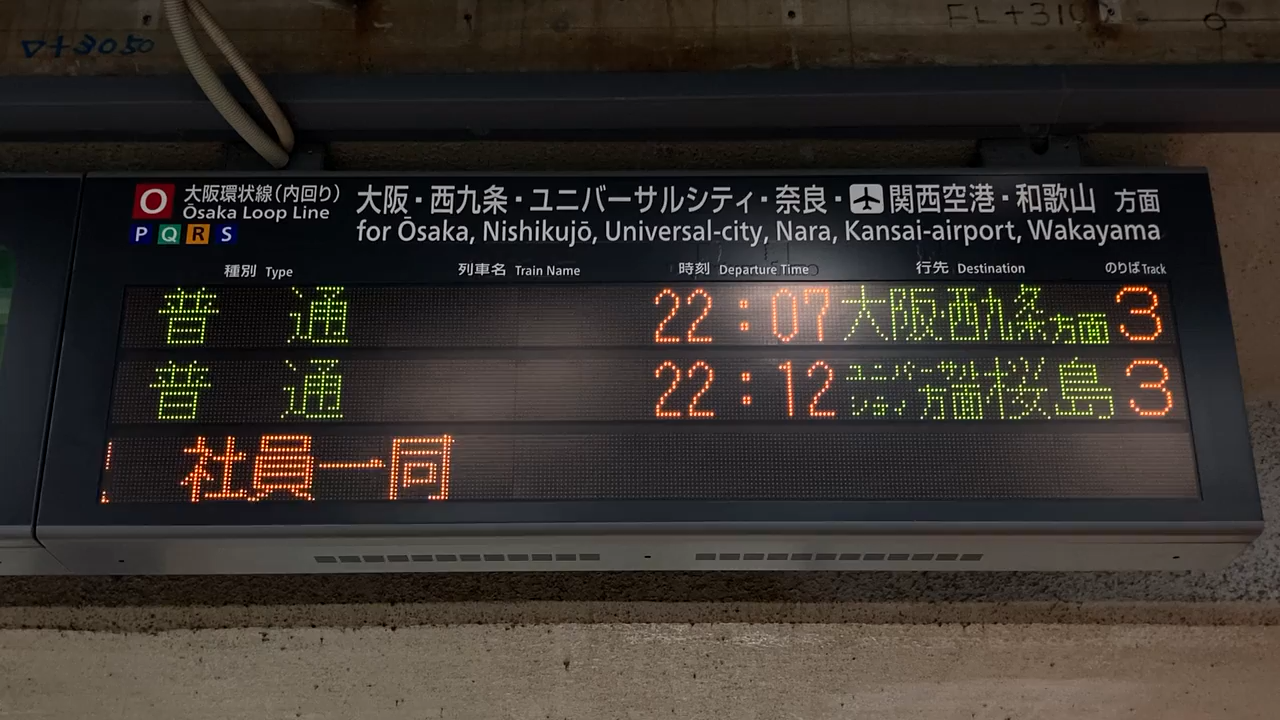 ▽+3050
FL+310
O 大阪環状線(内回り) 大阪・西九条・ユニバーサルシティ・奈良・関西空港・和歌山 方面
Ōsaka Loop Line
P Q R S for Ōsaka, Nishikujō, Universal-city, Nara, Kansai-airport, Wakayama
種別 Type 列車名 Train Name 時刻 Departure Time 行先 Destination のりば Track
普通 22:07 大阪・西九条方面 3
普通 22:12 ユニバーサルシティ方面桜島 3
社員一同